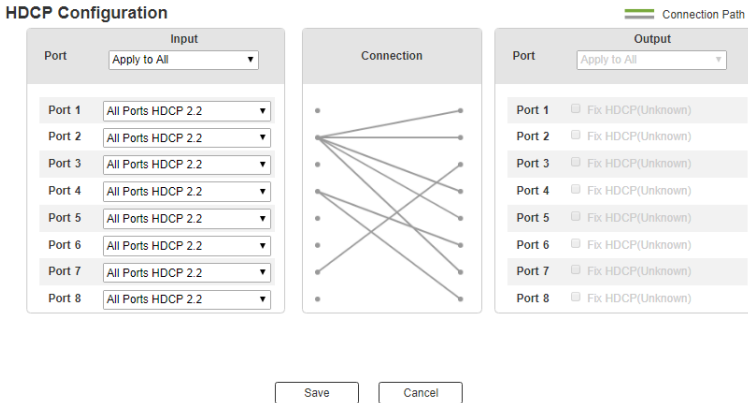 HDCP Configuration
Connection Path
Port Input Apply to All
Connection
Port Output Apply to All
Port 1 All Ports HDCP 2.2
Port 2 All Ports HDCP 2.2
Port 3 All Ports HDCP 2.2
Port 4 All Ports HDCP 2.2
Port 5 All Ports HDCP 2.2
Port 6 All Ports HDCP 2.2
Port 7 All Ports HDCP 2.2
Port 8 All Ports HDCP 2.2
Port 1 Fix HDCP(Unknown)
Port 2 Fix HDCP(Unknown)
Port 3 Fix HDCP(Unknown)
Port 4 Fix HDCP(Unknown)
Port 5 Fix HDCP(Unknown)
Port 6 Fix HDCP(Unknown)
Port 7 Fix HDCP(Unknown)
Port 8 Fix HDCP(Unknown)
Save Cancel